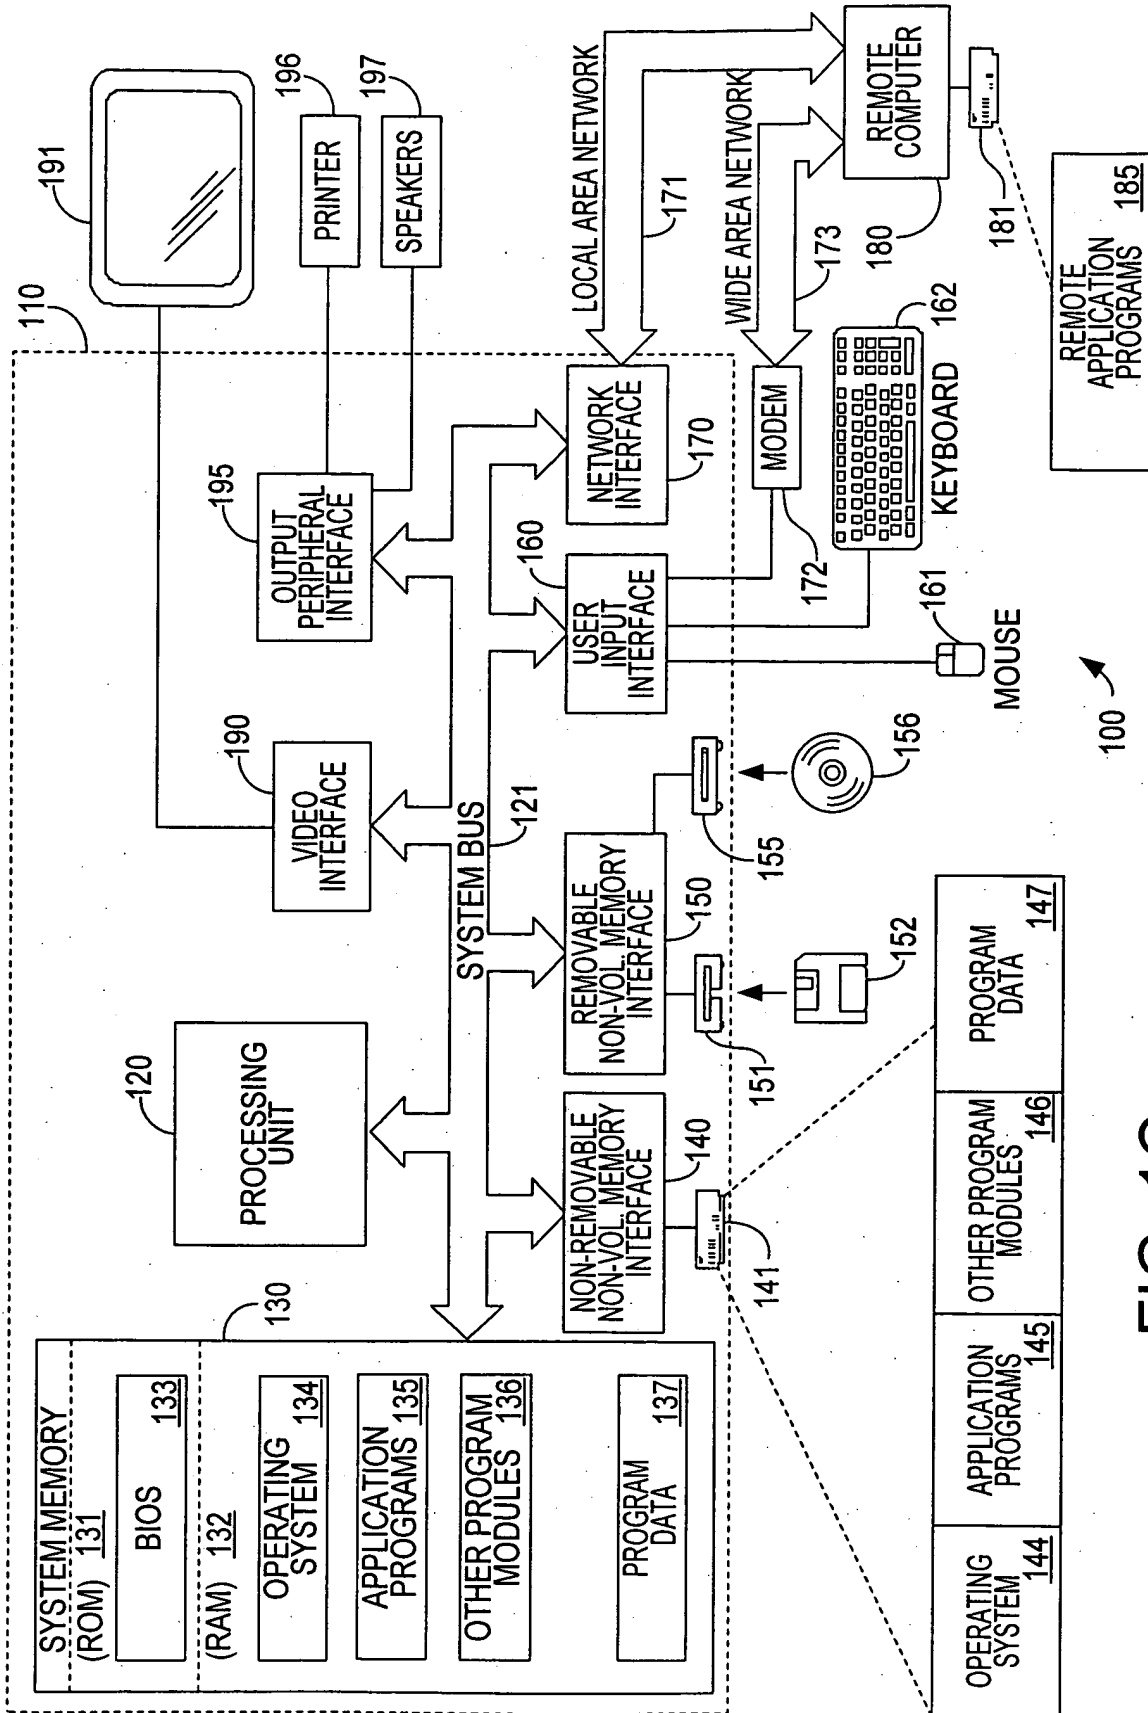 110
191
SYSTEM MEMORY
(ROM) 131
BIOS
133
(RAM) 132
OPERATING
SYSTEM 134
APPLICATION
PROGRAMS 135
OTHER PROGRAM
MODULES 136
PROGRAM
DATA
137
130
120
PROCESSING
UNIT
190
VIDEO
INTERFACE
195
OUTPUT
PERIPHERAL
INTERFACE
PRINTER
196
SPEAKERS
197
SYSTEM BUS
121
NON-REMOVABLE
NON-VOL. MEMORY
INTERFACE
140
REMOVABLE
NON-VOL. MEMORY
INTERFACE
150
USER
INPUT
INTERFACE
160
NETWORK
INTERFACE
170
LOCAL AREA NETWORK
171
WIDE AREA NETWORK
173
MODEM
172
141
151
152
155
156
MOUSE
161
KEYBOARD
162
REMOTE
COMPUTER
180
181
REMOTE
APPLICATION
PROGRAMS
185
OPERATING
SYSTEM
144
APPLICATION
PROGRAMS
145
OTHER PROGRAM
MODULES
146
PROGRAM
DATA
147
100